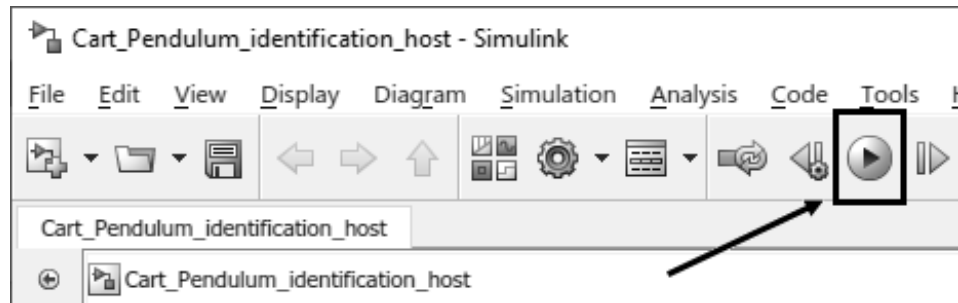 Cart_Pendulum_identification_host - Simulink
File Edit View Display Diagram Simulation Analysis Code Tools
Cart_Pendulum_identification_host
Cart_Pendulum_identification_host